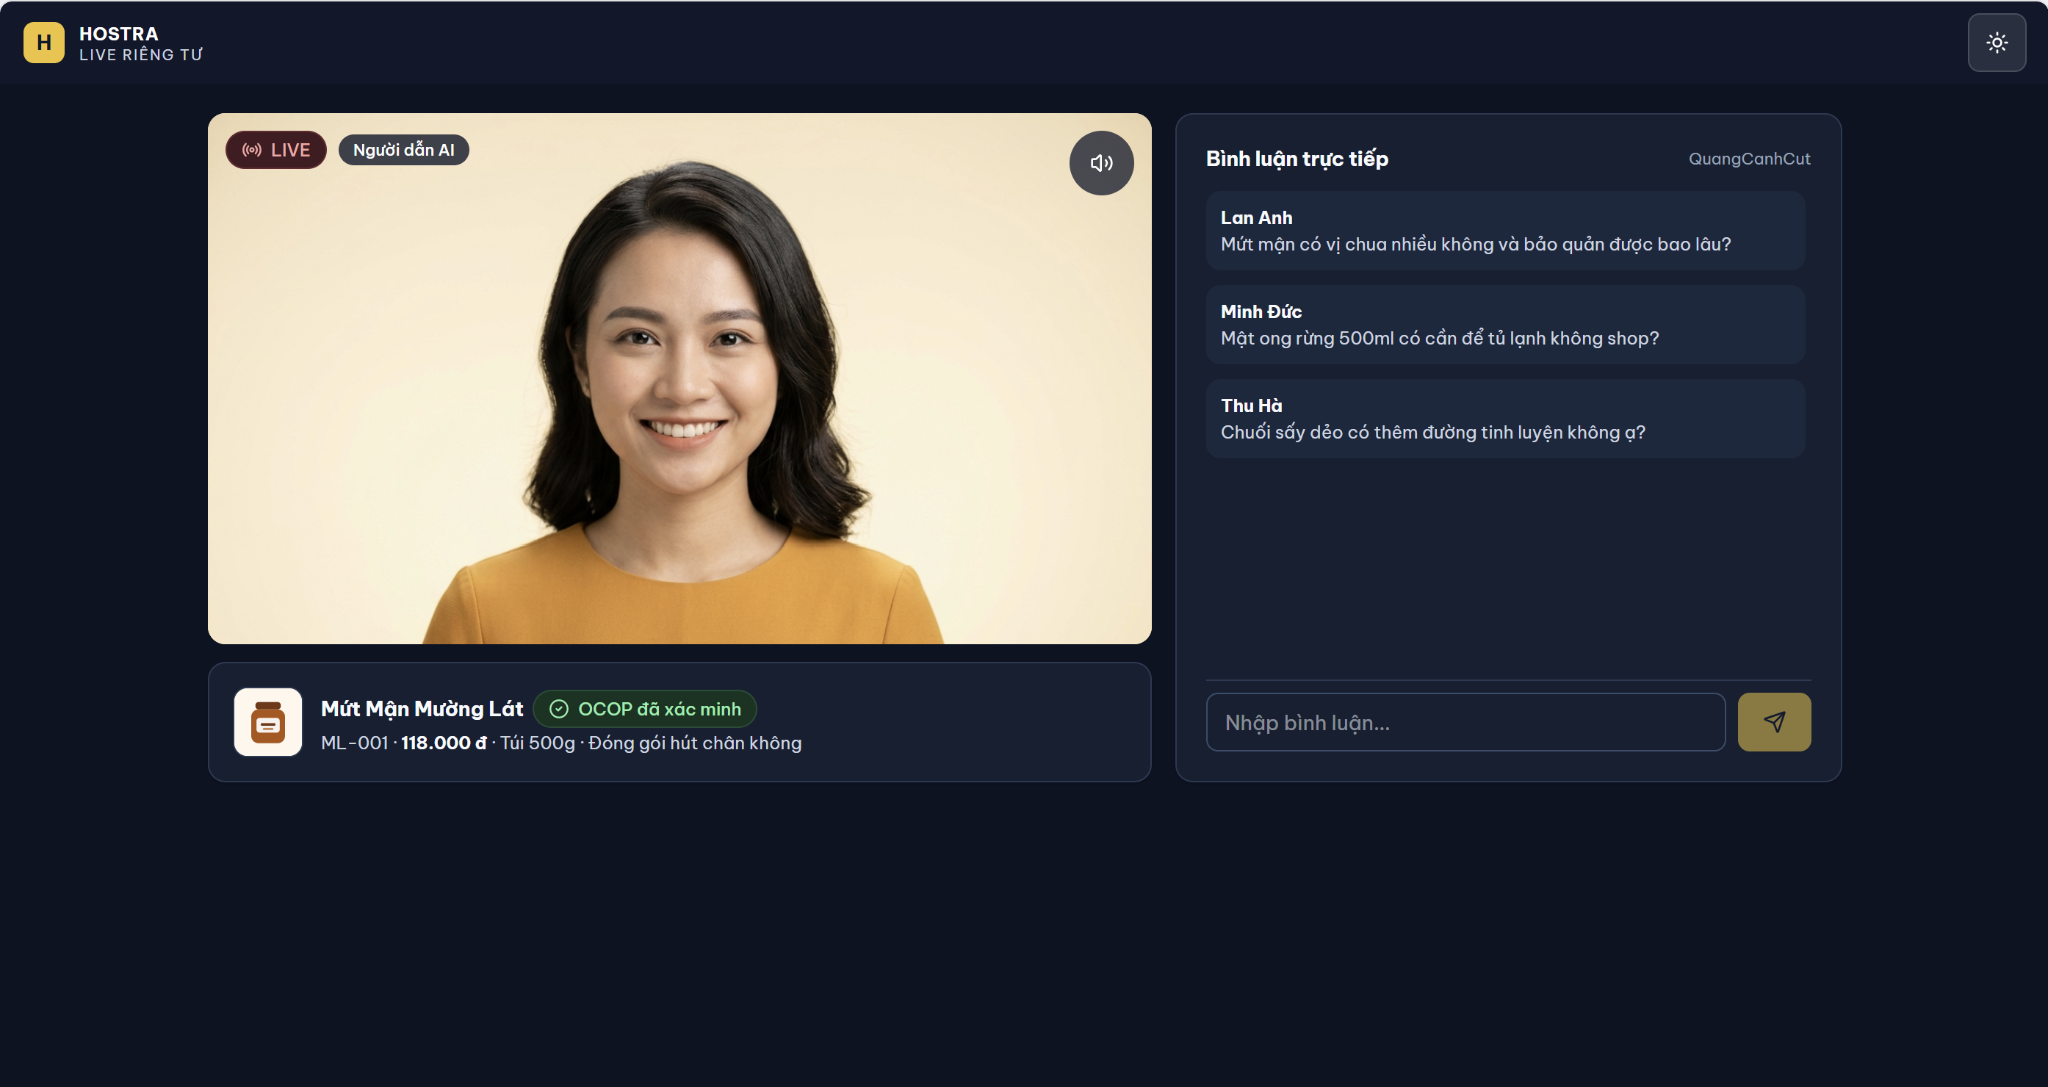 H
HOSTRA
LIVE RIÊNG TƯ
LIVE
Người dẫn AI
Mứt Mận Mường Lát
OCOP đã xác minh
ML-001 · 118.000 đ · Túi 500g · Đóng gói hút chân không
Bình luận trực tiếp
QuangCanhCut
Lan Anh
Mứt mận có vị chua nhiều không và bảo quản được bao lâu?
Minh Đức
Mật ong rừng 500ml có cần để tủ lạnh không shop?
Thu Hà
Chuối sấy dẻo có thêm đường tinh luyện không ạ?
Nhập bình luận...